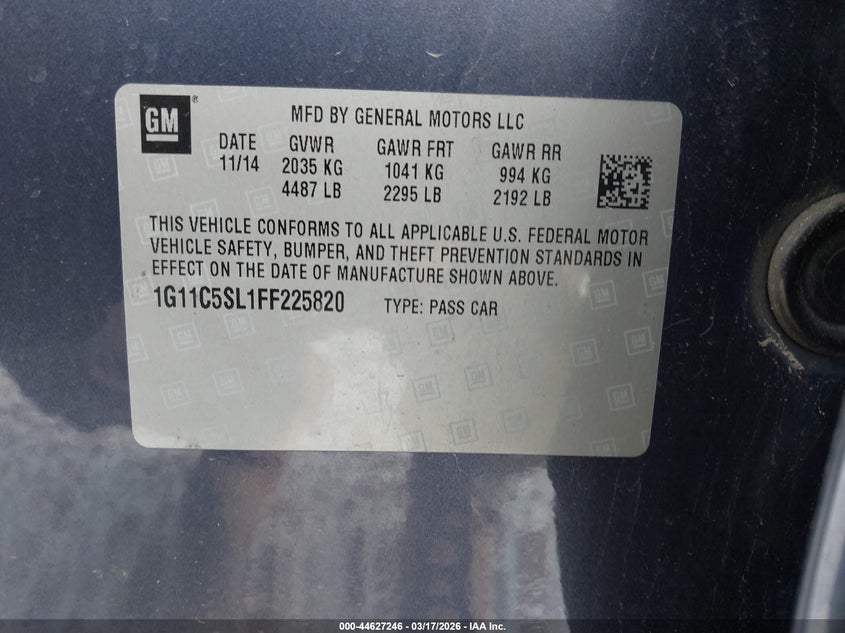 GM ®
MFD BY GENERAL MOTORS LLC
DATE GVWR GAWR FRT GAWR RR
11/14 2035 KG 1041 KG 994 KG
4487 LB 2295 LB 2192 LB
THIS VEHICLE CONFORMS TO ALL APPLICABLE U.S. FEDERAL MOTOR
VEHICLE SAFETY, BUMPER, AND THEFT PREVENTION STANDARDS IN
EFFECT ON THE DATE OF MANUFACTURE SHOWN ABOVE.
1G11C5SL1FF225820 TYPE: PASS CAR
000-44627246 - 03/17/2026 - IAA Inc.